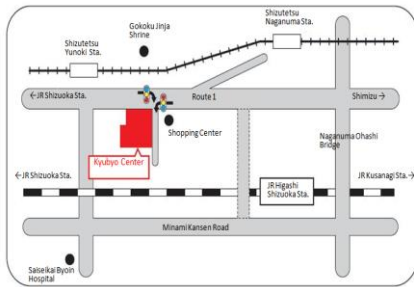 Shizutetsu
Naganuma Sta.
Gokoku Jinja
Shrine
Shizutetsu
Yunoki Sta.
←JR Shizuoka Sta.
Route 1
Shimizu→
Shopping Center
Naganuma Ohashi
Bridge
Kyubyo Center
←JR Shizuoka Sta.
JR Kusanagi Sta.→
JR Higashi
Shizuoka Sta.
Minami Kansen Road
Saiseikai Byoin
Hospital